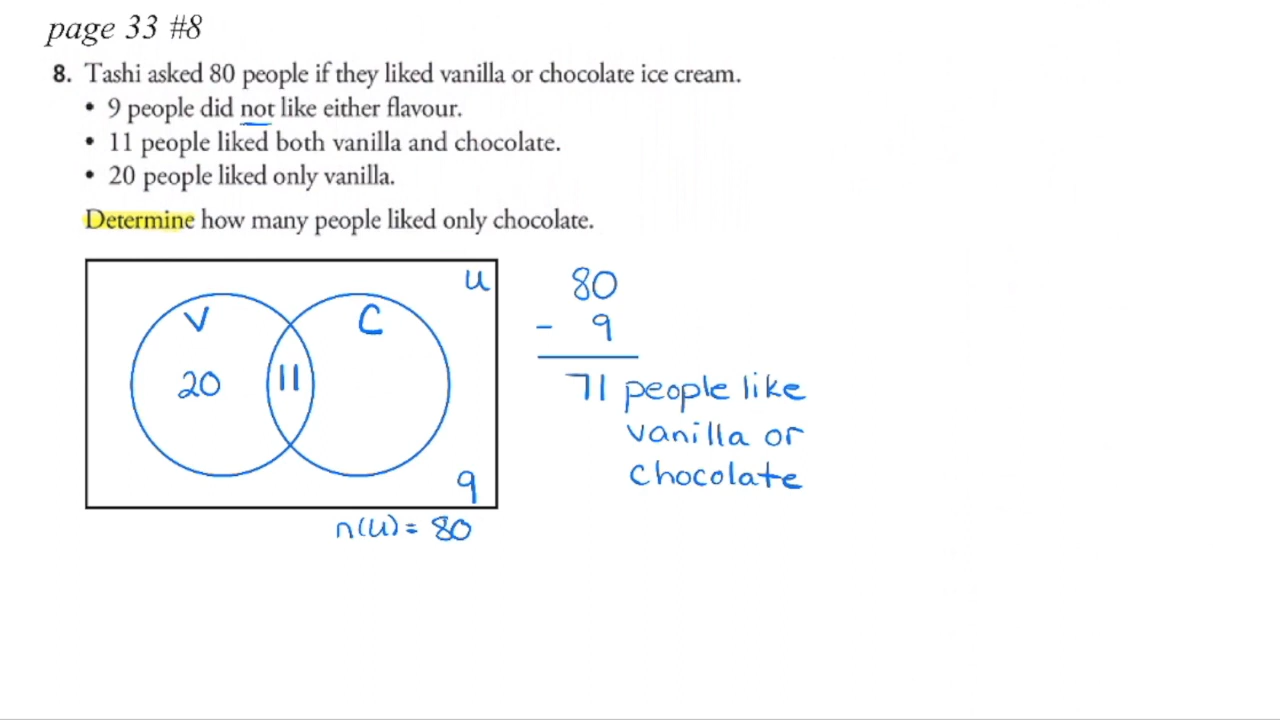 page 33 #8
8. Tashi asked 80 people if they liked vanilla or chocolate ice cream.
• 9 people did not like either flavour.
• 11 people liked both vanilla and chocolate.
• 20 people liked only vanilla.
Determine how many people liked only chocolate.
U
V
C
20
11
9
n(U) = 80
80
- 9
71 people like
vanilla or
chocolate